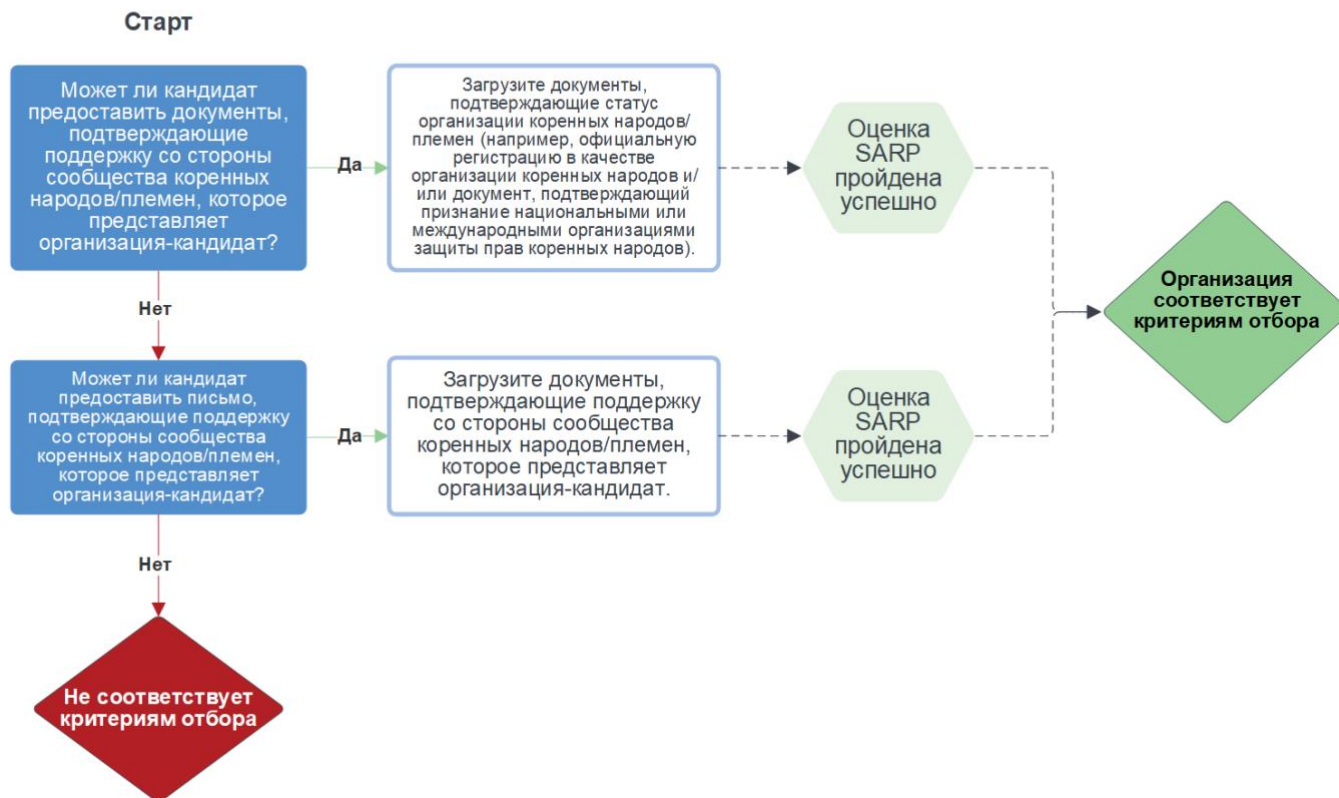 Старт
Может ли кандидат
предоставить документы,
подтверждающие
поддержку со стороны
сообщества коренных
народов/племен, которое
представляет
организация-кандидат?
Да
Загрузите документы,
подтверждающие статус
организации коренных народов/
племен (например, официальную
регистрацию в качестве
организации коренных народов и/
или документ, подтверждающий
признание национальными или
международными организациями
защиты прав коренных народов).
Оценка
SARP
пройдена
успешно
Организация
соответствует
критериям отбора
Нет
Может ли кандидат
предоставить письмо,
подтверждающие поддержку
со стороны сообщества
коренных народов/племен,
которое представляет
организация-кандидат?
Да
Загрузите документы,
подтверждающие поддержку
со стороны сообщества
коренных народов/племен,
которое представляет
организация-кандидат.
Оценка
SARP
пройдена
успешно
Нет
Не соответствует
критериям отбора